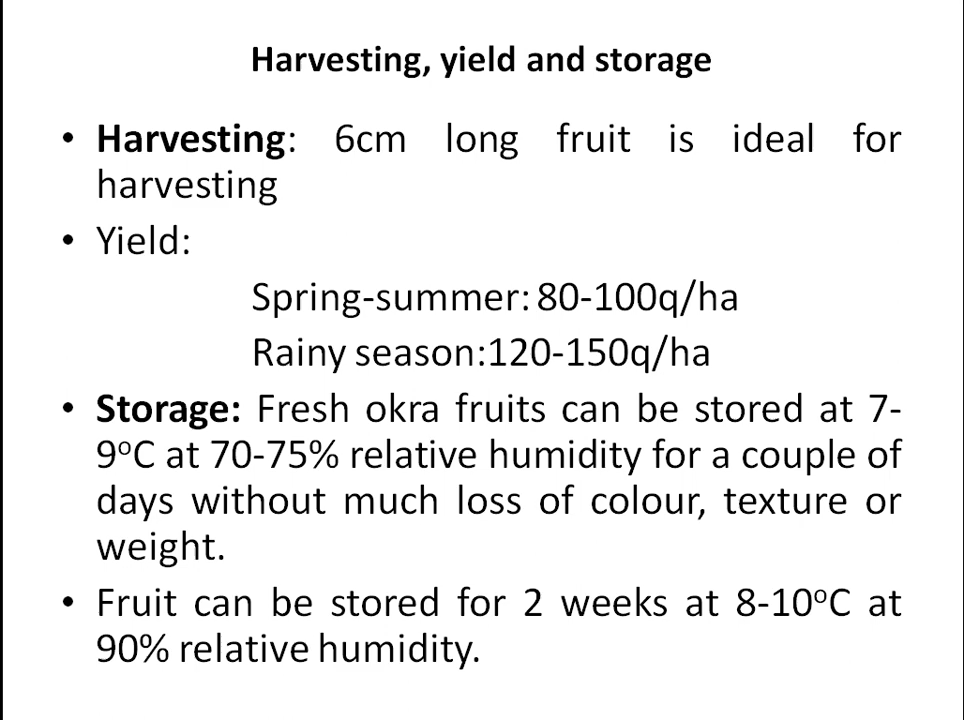 Harvesting, yield and storage
• Harvesting: 6cm long fruit is ideal for
harvesting
• Yield:
Spring-summer: 80-100q/ha
Rainy season:120-150q/ha
• Storage: Fresh okra fruits can be stored at 7-
9°C at 70-75% relative humidity for a couple of
days without much loss of colour, texture or
weight.
• Fruit can be stored for 2 weeks at 8-10°C at
90% relative humidity.